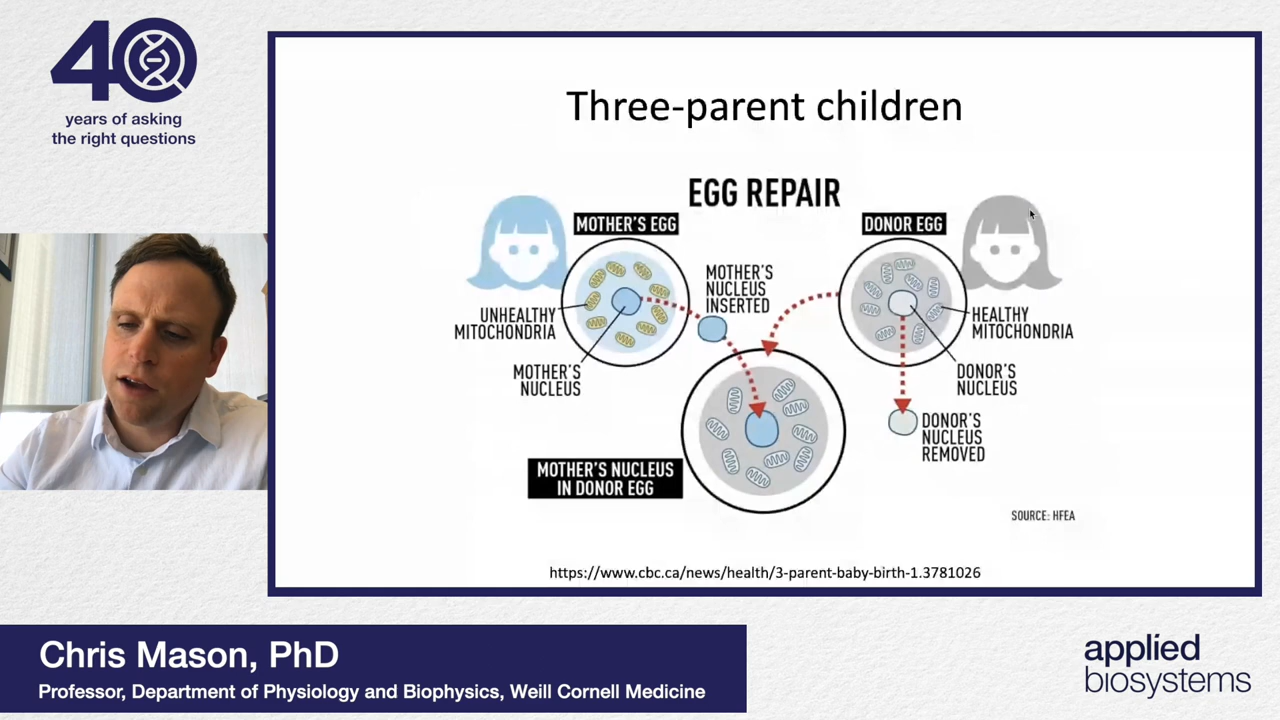 40
years of asking
the right questions
Three-parent children
EGG REPAIR
MOTHER'S EGG
DONOR EGG
MOTHER'S
NUCLEUS
INSERTED
UNHEALTHY
MITOCHONDRIA
HEALTHY
MITOCHONDRIA
MOTHER'S
NUCLEUS
DONOR'S
NUCLEUS
DONOR'S
NUCLEUS
REMOVED
MOTHER'S NUCLEUS
IN DONOR EGG
SOURCE: HFEA
https://www.cbc.ca/news/health/3-parent-baby-birth-1.3781026
Chris Mason, PhD
Professor, Department of Physiology and Biophysics, Weill Cornell Medicine
applied
biosystems